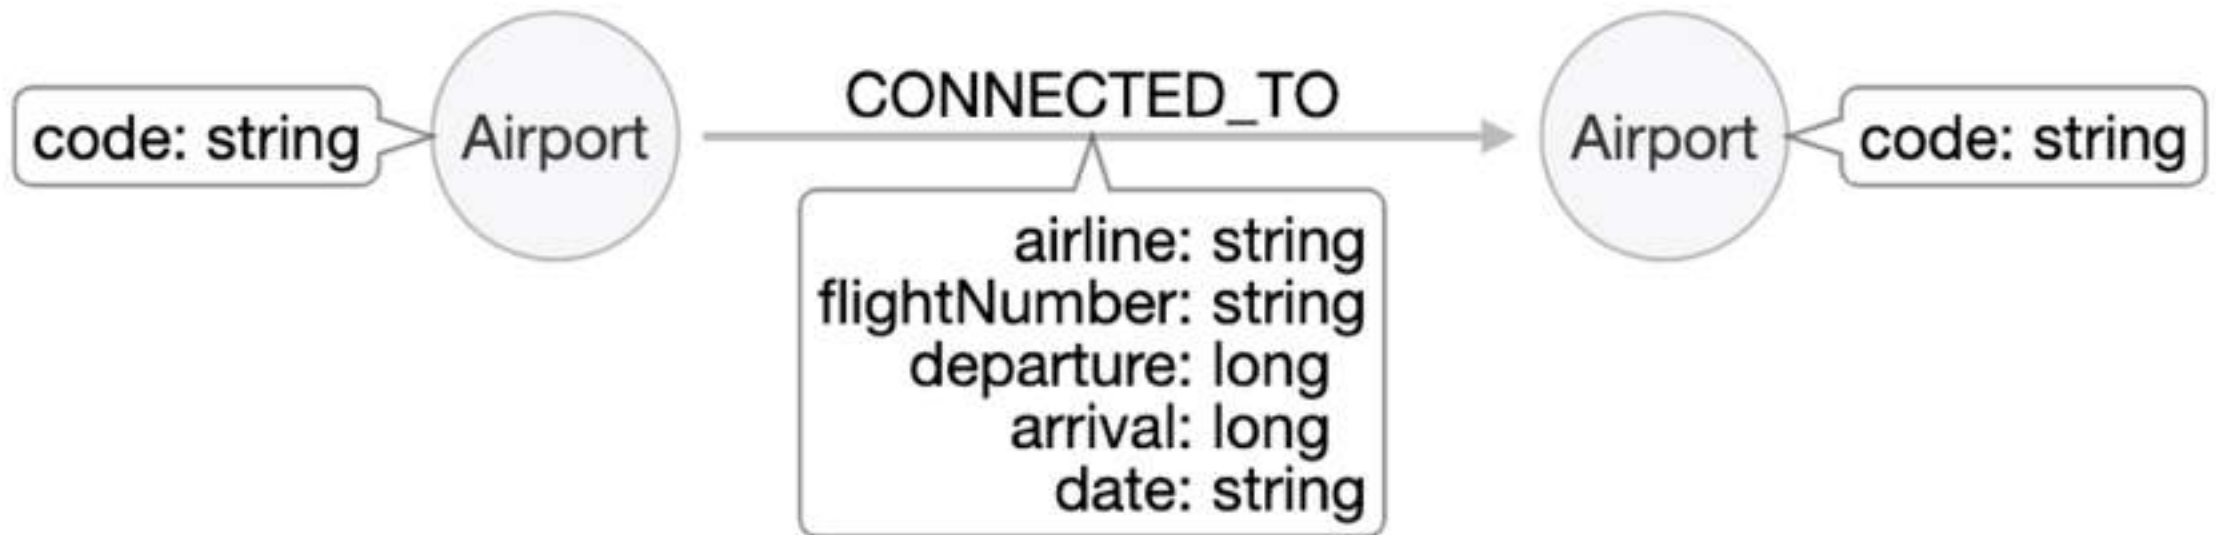 CONNECTED_TO
code: string
Airport
Airport
code: string
airline: string
flightNumber: string
departure: long
arrival: long
date: string